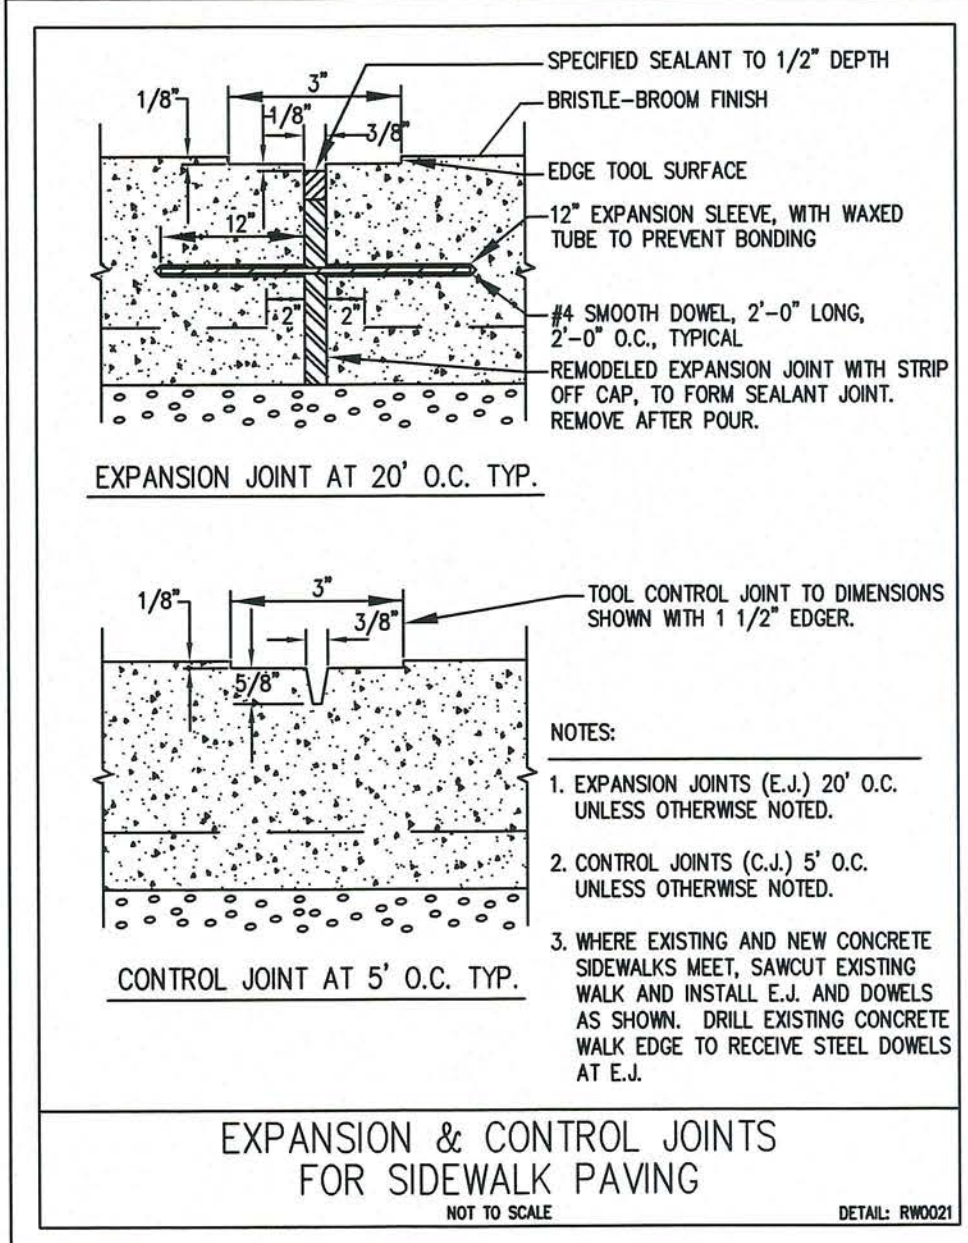 SPECIFIED SEALANT TO 1/2" DEPTH
3"
1/8"
BRISTLE-BROOM FINISH
1/8"
3/8"
EDGE TOOL SURFACE
12"
12" EXPANSION SLEEVE, WITH WAXED
TUBE TO PREVENT BONDING
2"
2"
#4 SMOOTH DOWEL, 2'-0" LONG,
2'-0" O.C., TYPICAL
REMODELED EXPANSION JOINT WITH STRIP
OFF CAP, TO FORM SEALANT JOINT.
REMOVE AFTER POUR.
EXPANSION JOINT AT 20' O.C. TYP.
3"
1/8"
3/8"
5/8"
TOOL CONTROL JOINT TO DIMENSIONS
SHOWN WITH 1 1/2" EDGER.
CONTROL JOINT AT 5' O.C. TYP.
NOTES:
1. EXPANSION JOINTS (E.J.) 20' O.C.
UNLESS OTHERWISE NOTED.
2. CONTROL JOINTS (C.J.) 5' O.C.
UNLESS OTHERWISE NOTED.
3. WHERE EXISTING AND NEW CONCRETE
SIDEWALKS MEET, SAWCUT EXISTING
WALK AND INSTALL E.J. AND DOWELS
AS SHOWN. DRILL EXISTING CONCRETE
WALK EDGE TO RECEIVE STEEL DOWELS
AT E.J.
EXPANSION & CONTROL JOINTS
FOR SIDEWALK PAVING
NOT TO SCALE
DETAIL: RW0021